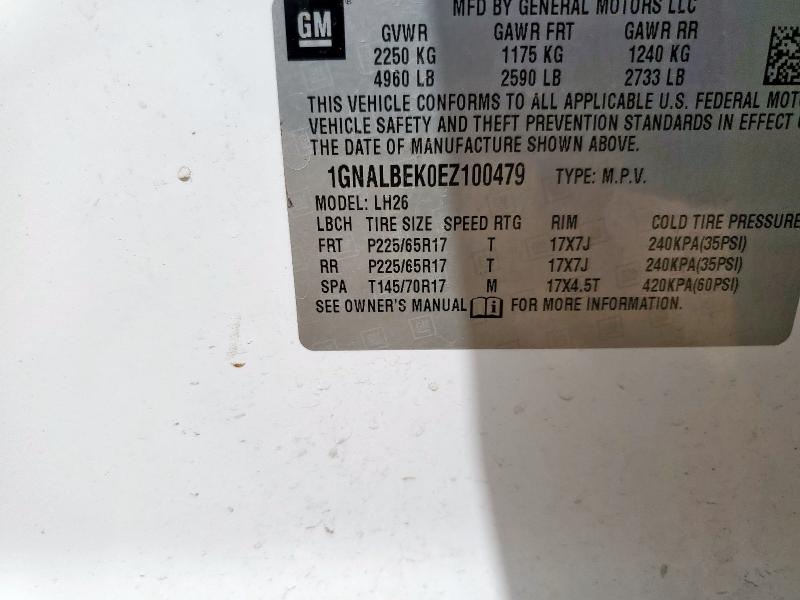 GM
MFD BY GENERAL MOTORS LLC
GVWR GAWR FRT GAWR RR
2250 KG 1175 KG 1240 KG
4960 LB 2590 LB 2733 LB
THIS VEHICLE CONFORMS TO ALL APPLICABLE U.S. FEDERAL MOT
VEHICLE SAFETY AND THEFT PREVENTION STANDARDS IN EFFECT
THE DATE OF MANUFACTURE SHOWN ABOVE.
1GNALBEK0EZ100479 TYPE: M.P.V.
MODEL: LH26
LBCH TIRE SIZE SPEED RTG RIM COLD TIRE PRESSURE
FRT P225/65R17 T 17X7J 240KPA(35PSI)
RR P225/65R17 T 17X7J 240KPA(35PSI)
SPA T145/70R17 M 17X4.5T 420KPA(60PSI)
SEE OWNER'S MANUAL FOR MORE INFORMATION.